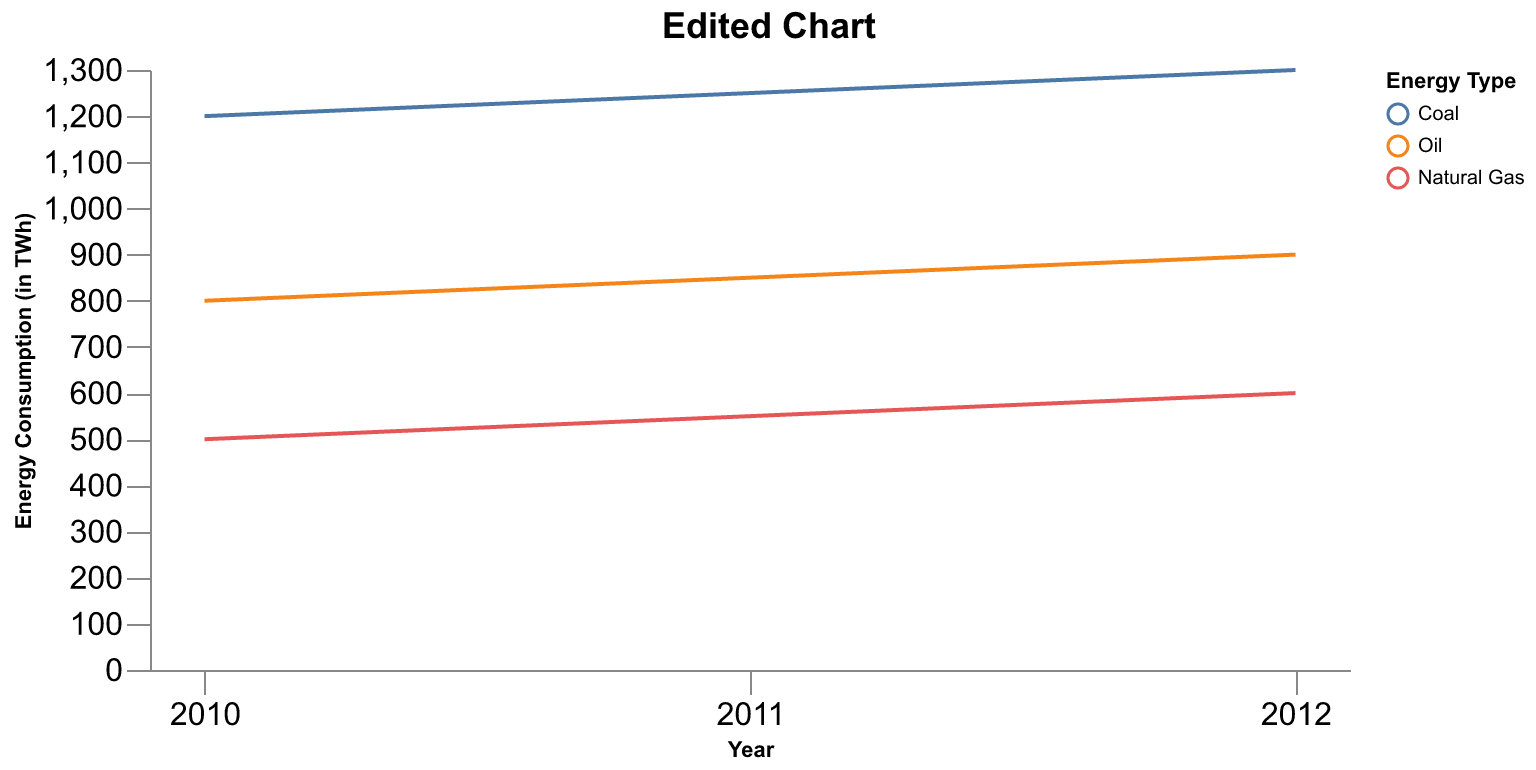 Edited Chart
1,300
1,200
1,100
1,000
900
800
700
600
500
400
300
200
100
0
Energy Consumption (in TWh)
2010 2011 2012
Year
Energy Type
Coal
Oil
Natural Gas